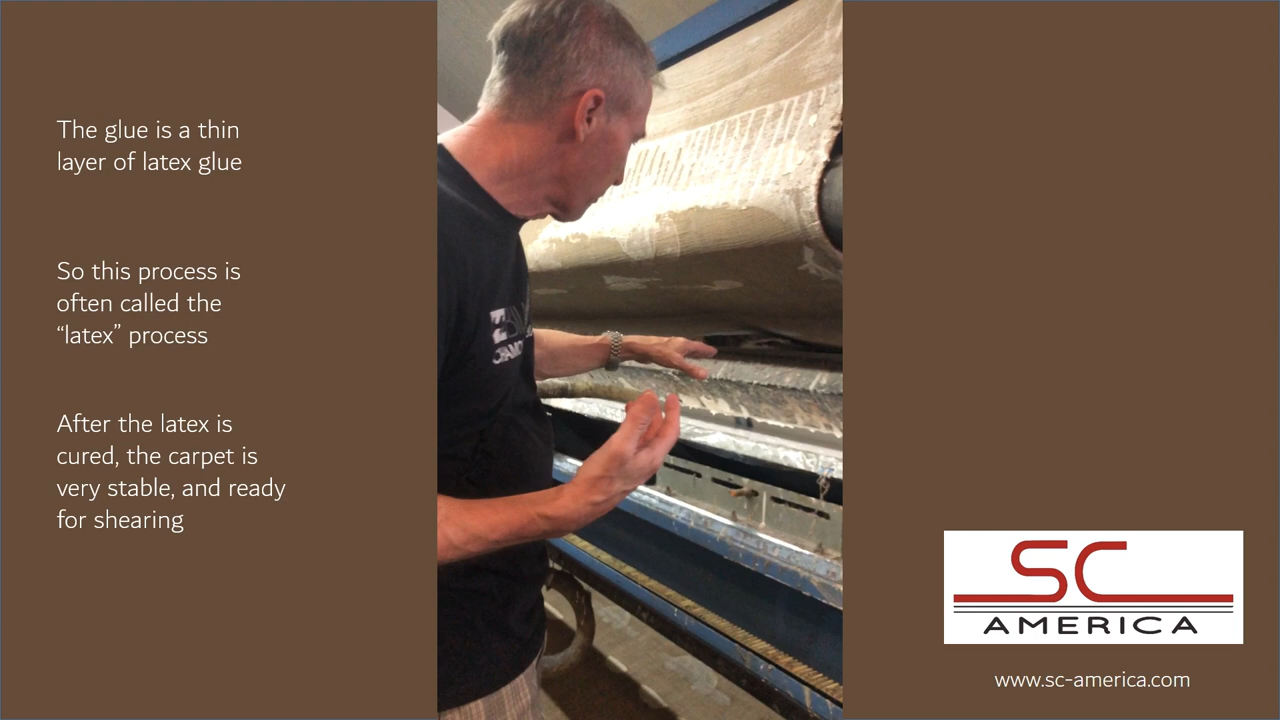 The glue is a thin
layer of latex glue
So this process is
often called the
“latex” process
After the latex is
cured, the carpet is
very stable, and ready
for shearing
SC
AMERICA
www.sc-america.com